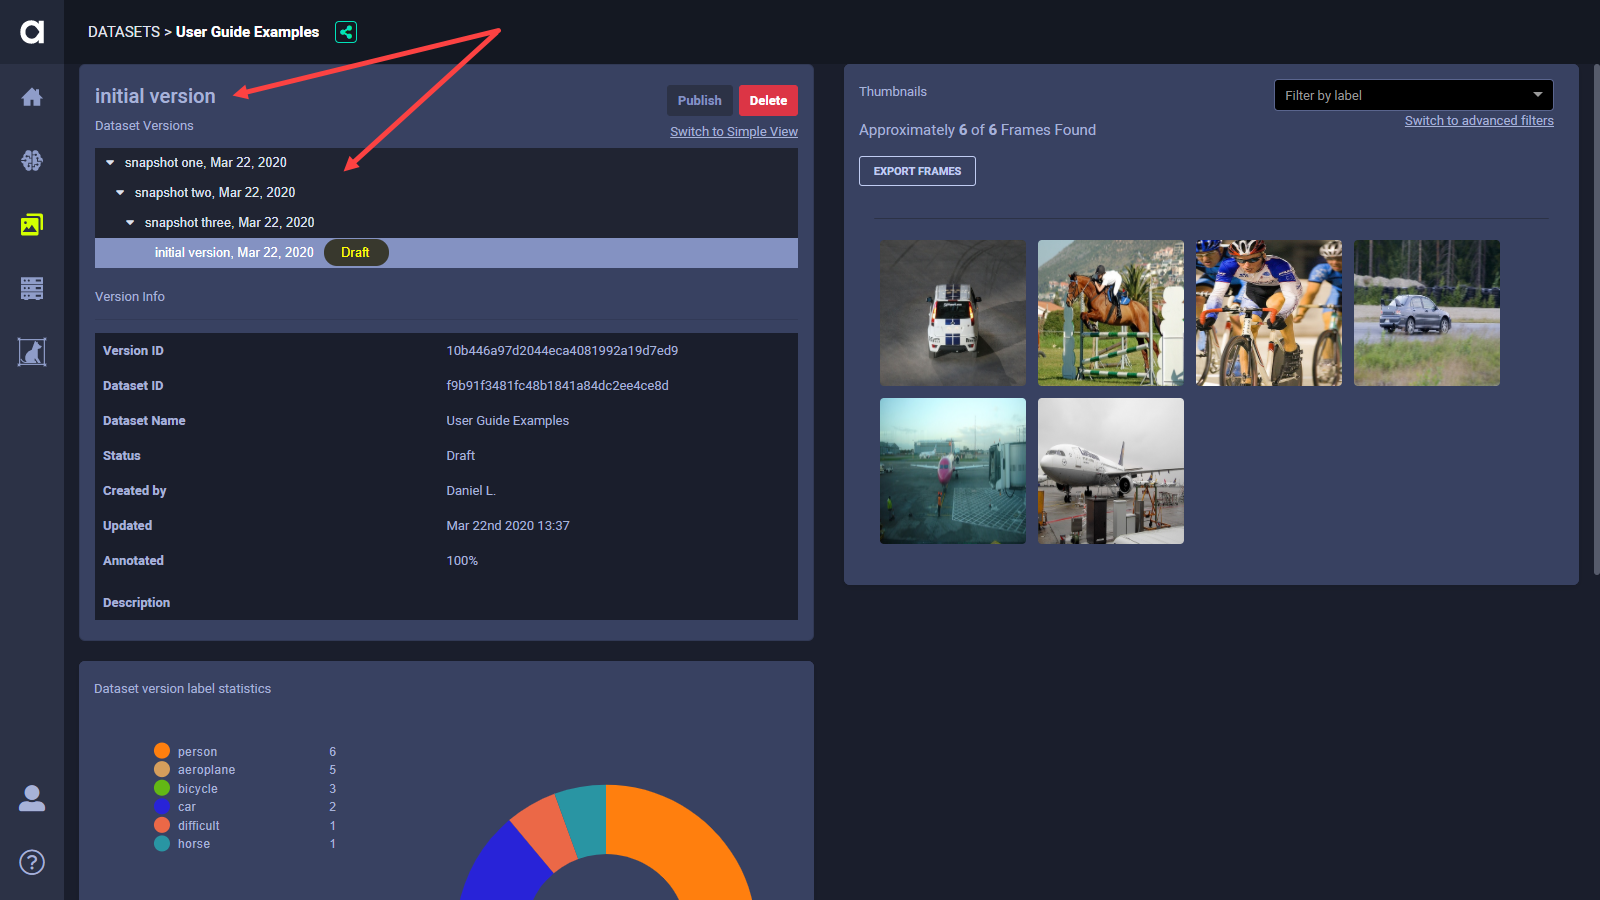 DATASETS > User Guide Examples
initial version
Publish
Delete
Dataset Versions
Switch to Simple View
snapshot one, Mar 22, 2020
snapshot two, Mar 22, 2020
snapshot three, Mar 22, 2020
initial version, Mar 22, 2020 Draft
Version Info
Version ID 10b446a97d2044eca4081992a19d7ed9
Dataset ID f9b91f3481fc48b1841a84dc2ee4ce8d
Dataset Name User Guide Examples
Status Draft
Created by Daniel L.
Updated Mar 22nd 2020 13:37
Annotated 100%
Description
Dataset version label statistics
person 6
aeroplane 5
bicycle 3
car 2
difficult 1
horse 1
Thumbnails
Filter by label
Switch to advanced filters
Approximately 6 of 6 Frames Found
EXPORT FRAMES